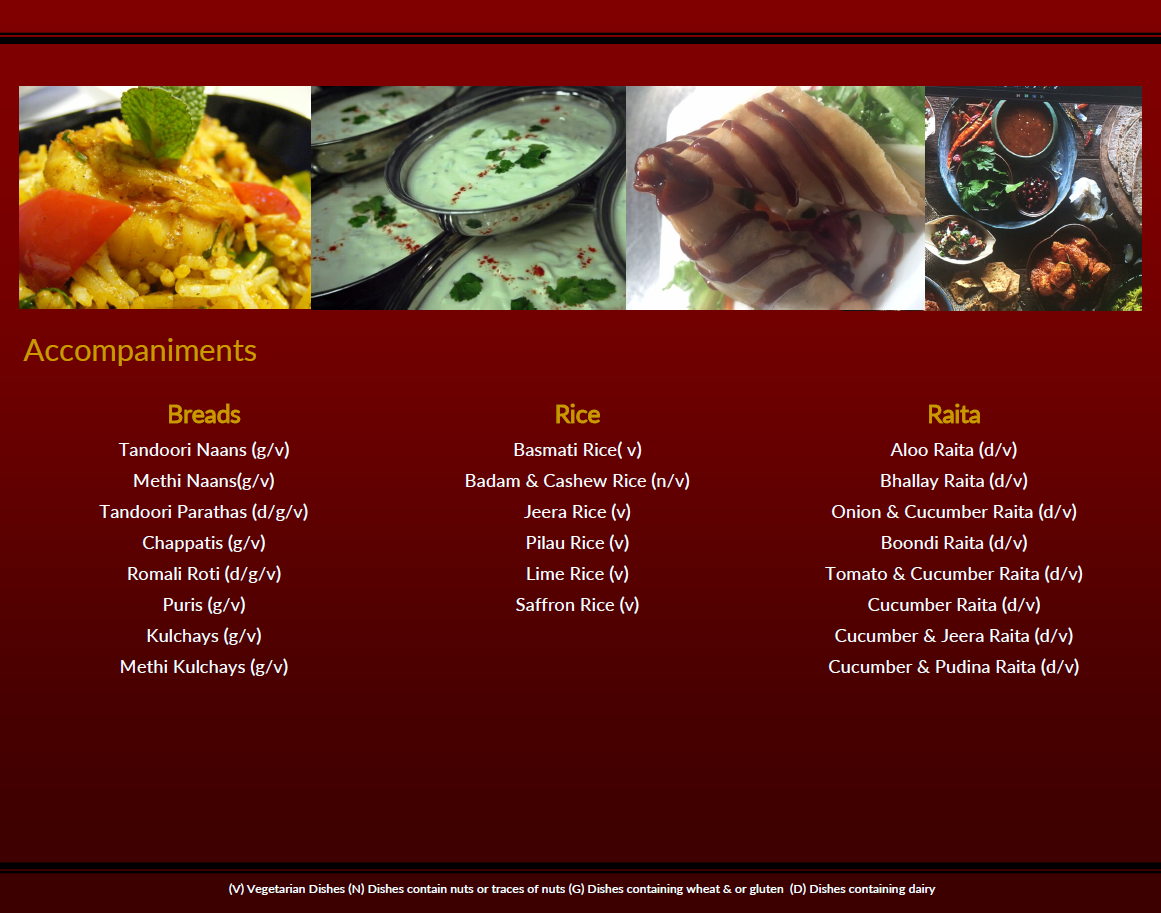 Accompaniments
Breads
Tandoori Naans (g/v)
Methi Naans(g/v)
Tandoori Parathas (d/g/v)
Chappatis (g/v)
Romali Roti (d/g/v)
Puris (g/v)
Kulchays (g/v)
Methi Kulchays (g/v)
Rice
Basmati Rice( v)
Badam & Cashew Rice (n/v)
Jeera Rice (v)
Pilau Rice (v)
Lime Rice (v)
Saffron Rice (v)
Raita
Aloo Raita (d/v)
Bhallay Raita (d/v)
Onion & Cucumber Raita (d/v)
Boondi Raita (d/v)
Tomato & Cucumber Raita (d/v)
Cucumber Raita (d/v)
Cucumber & Jeera Raita (d/v)
Cucumber & Pudina Raita (d/v)
(V) Vegetarian Dishes (N) Dishes contain nuts or traces of nuts (G) Dishes containing wheat & or gluten (D) Dishes containing dairy